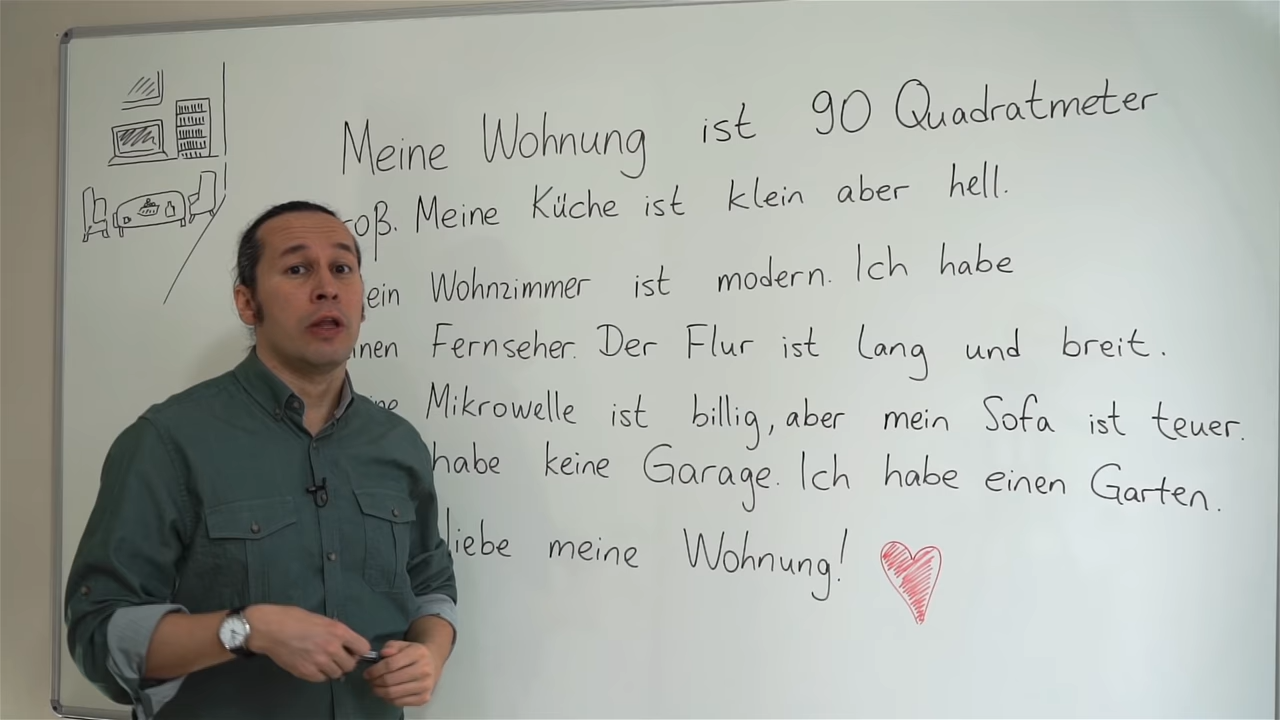 Meine Wohnung ist 90 Quadratmeter
oß. Meine Küche ist klein aber hell.
ein Wohnzimmer ist modern. Ich habe
nen Fernseher. Der Flur ist lang und breit.
ne Mikrowelle ist billig, aber mein Sofa ist teuer.
habe keine Garage. Ich habe einen Garten.
liebe meine Wohnung!